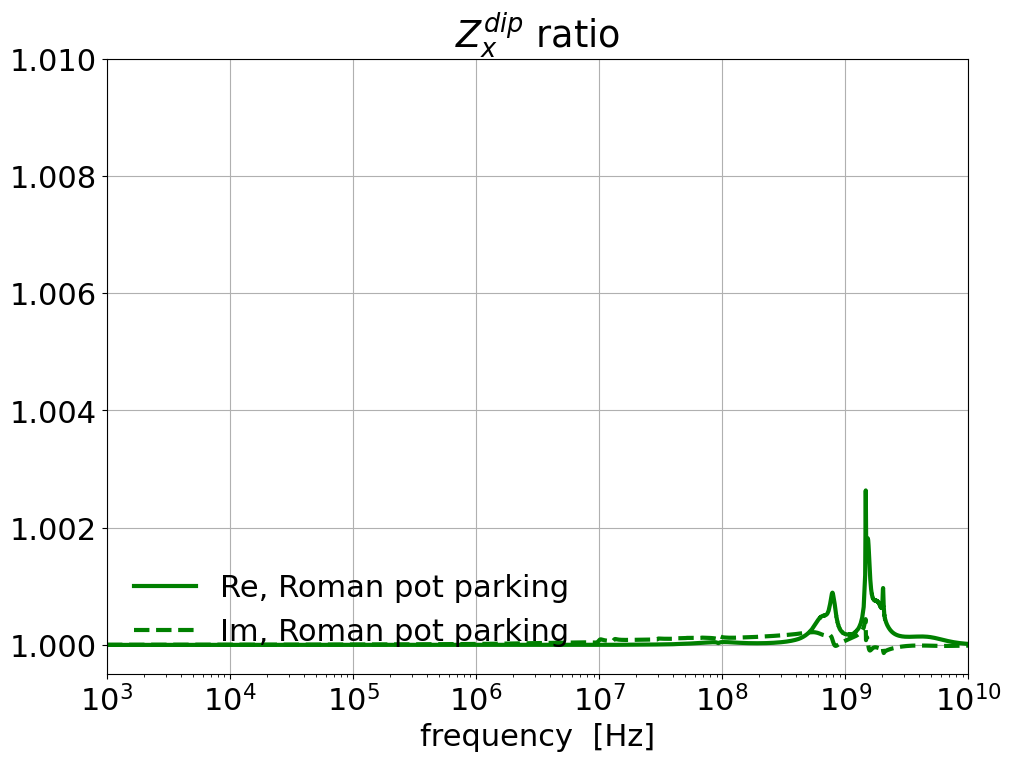 Z_x^{dip} ratio
1.010
1.008
1.006
1.004
1.002
1.000
Re, Roman pot parking
Im, Roman pot parking
10^3 10^4 10^5 10^6 10^7 10^8 10^9 10^10
frequency [Hz]